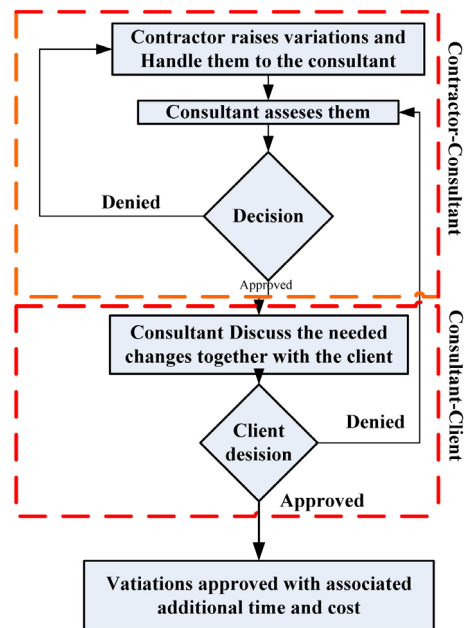 Contractor raises variations and
Handle them to the consultant
Consultant asseses them
Denied
Decision
Approved
Contractor-Consultant
Consultant Discuss the needed
changes together with the client
Denied
Client
desision
Approved
Consultant-Client
Vatiations approved with associated
additional time and cost